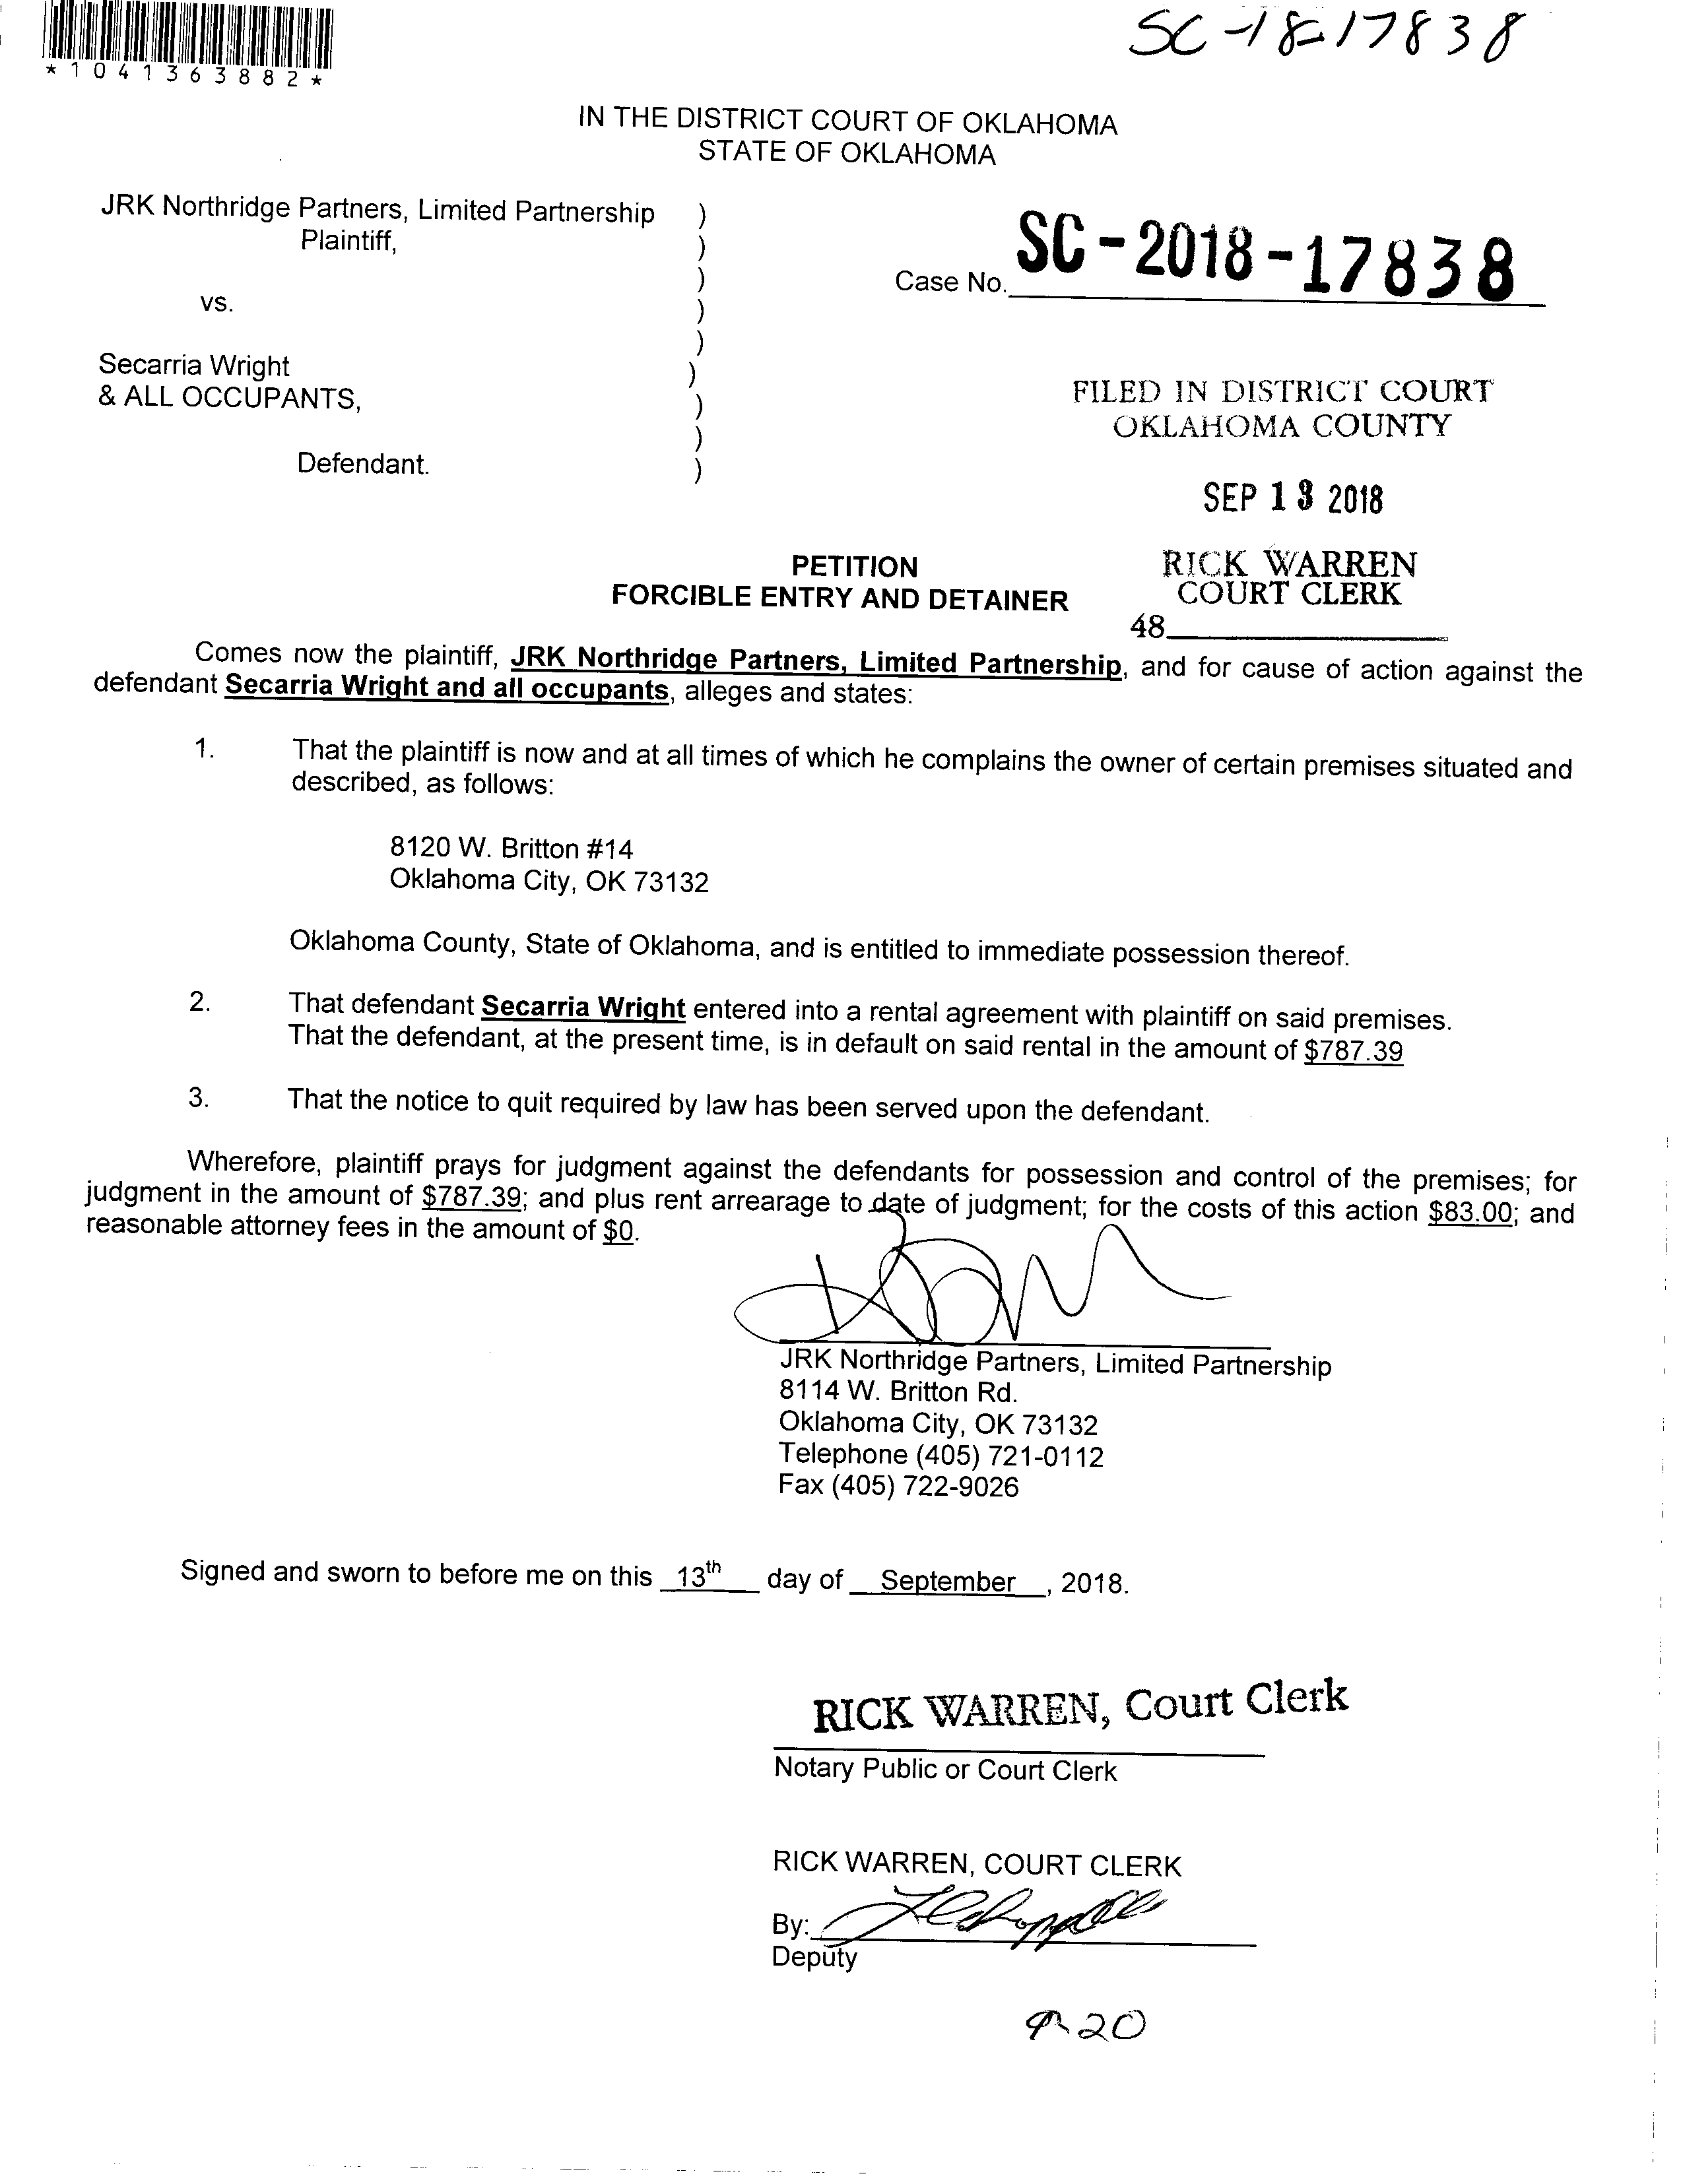 SC-18-17838
*1041363882*
IN THE DISTRICT COURT OF OKLAHOMA
STATE OF OKLAHOMA
JRK Northridge Partners, Limited Partnership )
Plaintiff, )
)
vs. )
)
Secarria Wright )
& ALL OCCUPANTS, )
)
Defendant. )
Case No. SC-2018-17838
FILED IN DISTRICT COURT
OKLAHOMA COUNTY
SEP 13 2018
RICK WARREN
COURT CLERK
48
PETITION
FORCIBLE ENTRY AND DETAINER
Comes now the plaintiff, JRK Northridge Partners, Limited Partnership, and for cause of action against the
defendant Secarria Wright and all occupants, alleges and states:
1. That the plaintiff is now and at all times of which he complains the owner of certain premises situated and
described, as follows:
8120 W. Britton #14
Oklahoma City, OK 73132
Oklahoma County, State of Oklahoma, and is entitled to immediate possession thereof.
2. That defendant Secarria Wright entered into a rental agreement with plaintiff on said premises.
That the defendant, at the present time, is in default on said rental in the amount of $787.39
3. That the notice to quit required by law has been served upon the defendant.
Wherefore, plaintiff prays for judgment against the defendants for possession and control of the premises; for
judgment in the amount of $787.39; and plus rent arrearage to date of judgment; for the costs of this action $83.00; and
reasonable attorney fees in the amount of $0.
JRK Northridge Partners, Limited Partnership
8114 W. Britton Rd.
Oklahoma City, OK 73132
Telephone (405) 721-0112
Fax (405) 722-9026
Signed and sworn to before me on this 13th day of September, 2018.
RICK WARREN, Court Clerk
Notary Public or Court Clerk
RICK WARREN, COURT CLERK
By:
Deputy
20